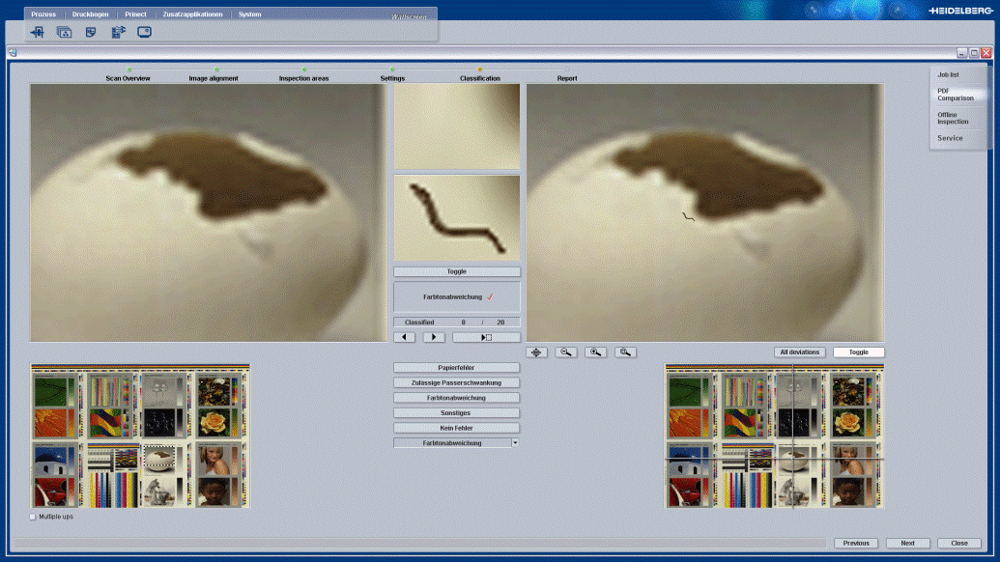 Prozess Druckbogen Prinect Zusatzapplikationen System
Wallscreen
HEIDELBERG
Scan Overview Image alignment Inspection areas Settings Classification Report
Job list
PDF
Comparison
Offline
Inspection
Service
Toggle
Farbtonabweichung
Classified 8 / 20
All deviations Toggle
Papierfehler
Zulässige Passerschwankung
Farbtonabweichung
Sonstiges
Kein Fehler
Farbtonabweichung
Multiple ups
Previous Next Close